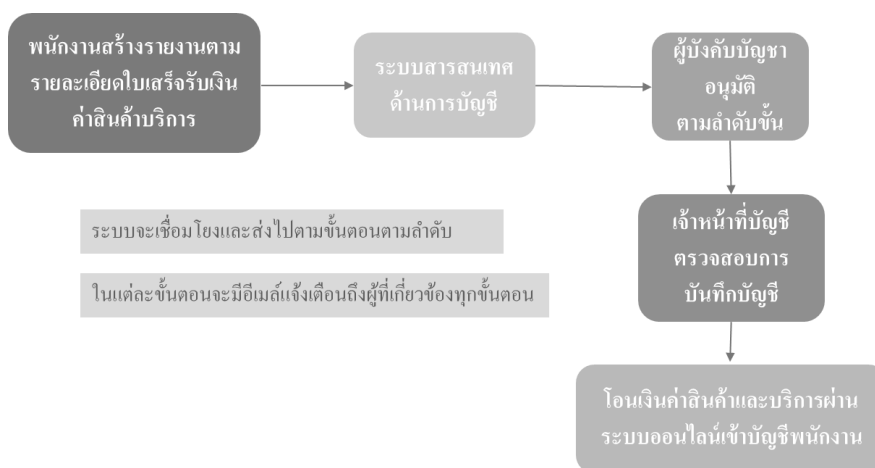 พนักงานสร้างรายงานตาม
รายละเอียดใบเสร็จรับเงิน
ค่าสินค้าบริการ
ระบบสารสนเทศ
ด้านการบัญชี
ผู้บังคับบัญชา
อนุมัติ
ตามลำดับขั้น
เจ้าหน้าที่บัญชี
ตรวจสอบการ
บันทึกบัญชี
ระบบจะเชื่อมโยงและส่งไปตามขั้นตอนตามลำดับ
ในแต่ละขั้นตอนจะมีอีเมล์แจ้งเตือนถึงผู้ที่เกี่ยวข้องทุกขั้นตอน
โอนเงินค่าสินค้าและบริการผ่าน
ระบบออนไลน์เข้าบัญชีพนักงาน